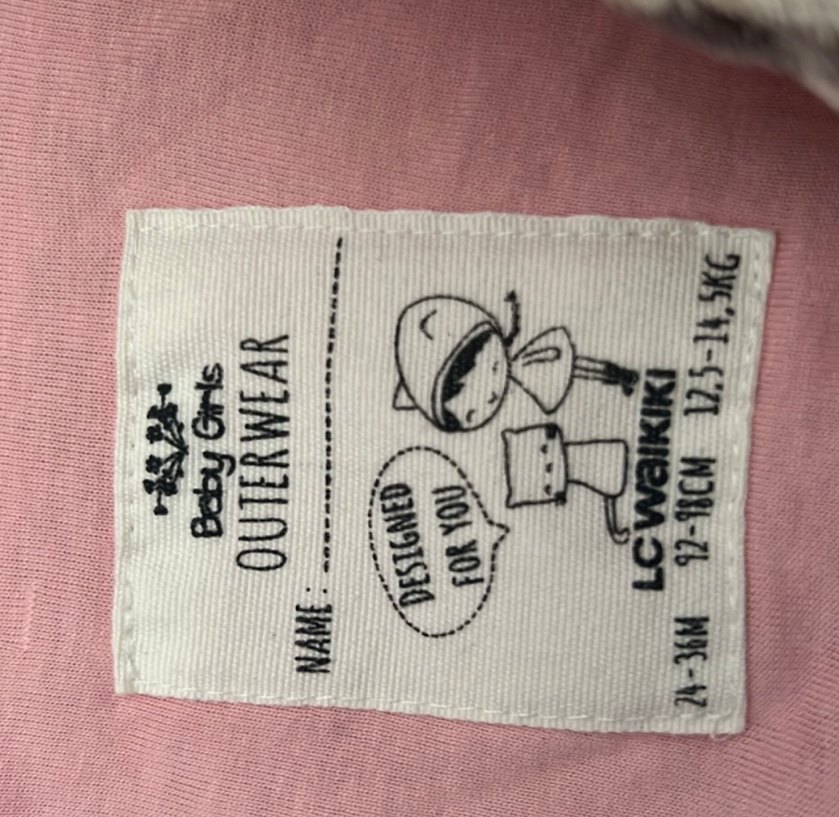 Baby Girls
OUTERWEAR
NAME:
DESIGNED
FOR YOU
LC WAIKIKI
24-36M 92-98CM 12,5-14,5KG